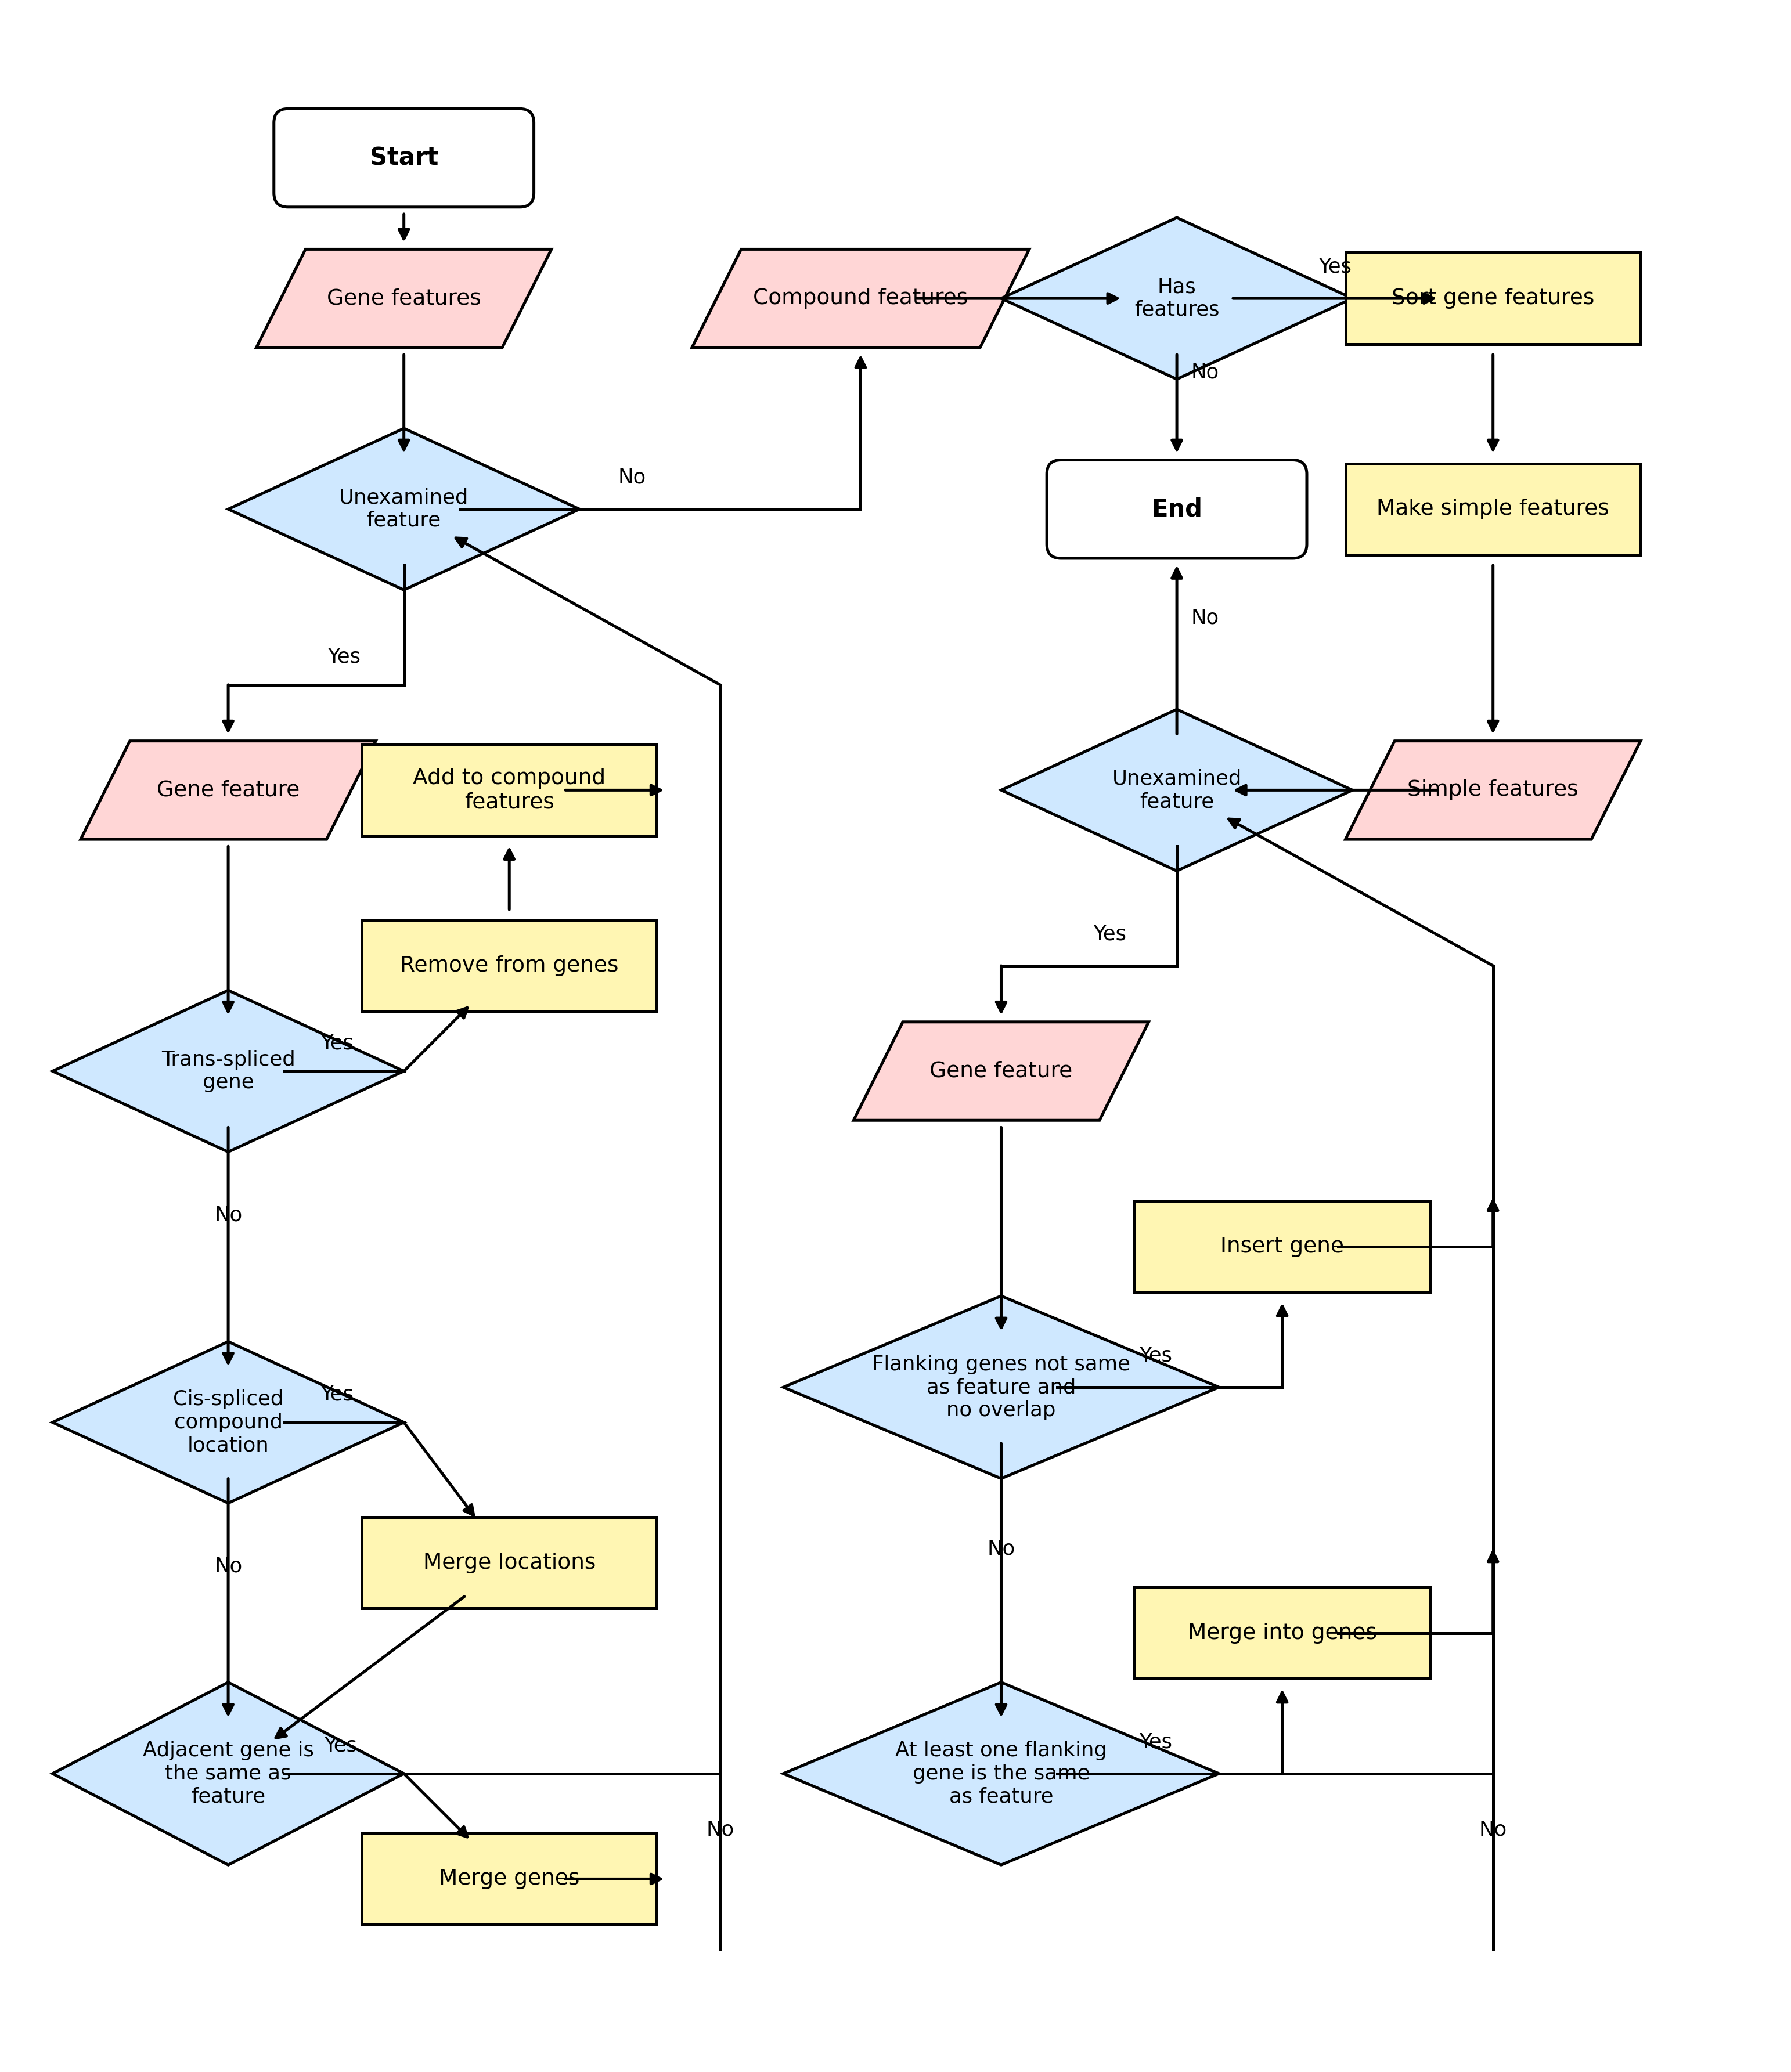 Start
Gene features
Compound features
Has
features
Yes
Sort gene features
No
Unexamined
feature
No
End
Make simple features
Yes
No
Gene feature
Add to compound
features
Unexamined
feature
Simple features
Yes
Remove from genes
Yes
Trans-spliced
gene
Gene feature
No
Insert gene
Yes
Flanking genes not same
as feature and
no overlap
Yes
Cis-spliced
compound
location
No
No
Merge locations
Merge into genes
Yes
Adjacent gene is
the same as
feature
Yes
At least one flanking
gene is the same
as feature
No
No
Merge genes